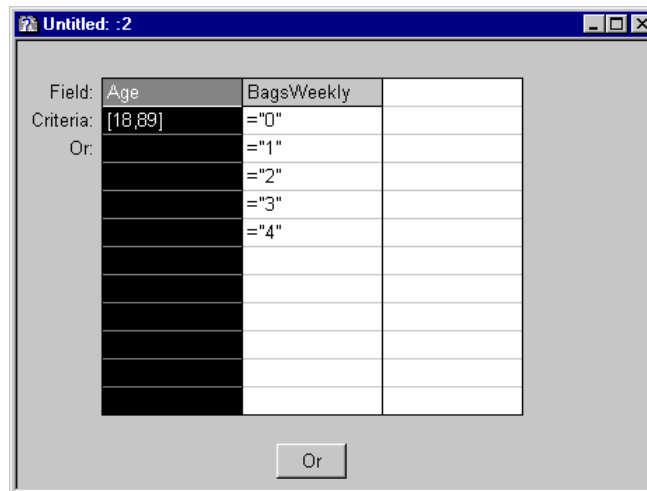 Untitled: :2
Field: Age BagsWeekly
Criteria: [18,89] ="0"
Or: ="1"
="2"
="3"
="4"
Or